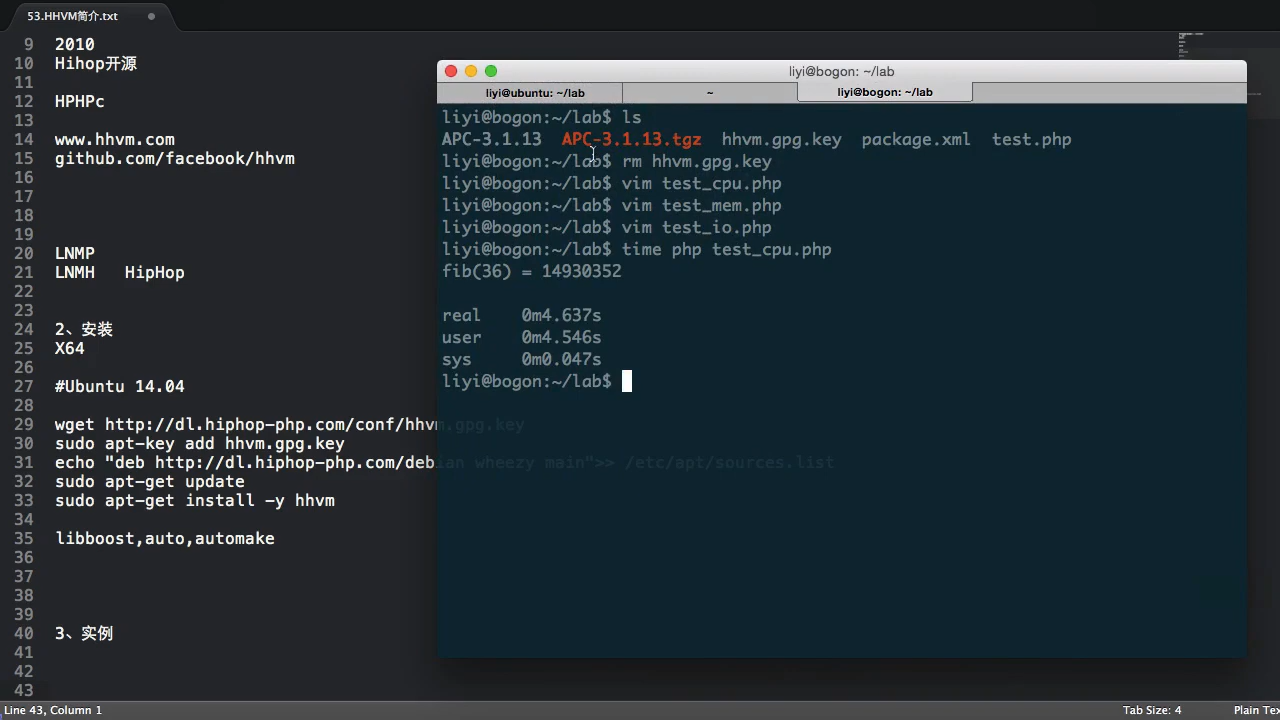 53.HHVM简介.txt
9 2010
10 Hihop开源
11
12 HPHPc
13
14 www.hhvm.com
15 github.com/facebook/hhvm
16
17
18
19
20 LNMP
21 LNMH HipHop
22
23
24 2、安装
25 X64
26
27 #Ubuntu 14.04
28
29 wget http://dl.hiphop-php.com/conf/hhvm.gpg.key
30 sudo apt-key add hhvm.gpg.key
31 echo "deb http://dl.hiphop-php.com/debian wheezy main">> /etc/apt/sources.list
32 sudo apt-get update
33 sudo apt-get install -y hhvm
34
35 libboost,auto,automake
36
37
38
39
40 3、实例
41
42
43
liyi@bogon: ~/lab
liyi@ubuntu: ~/lab ~ liyi@bogon: ~/lab
liyi@bogon:~/lab$ ls
APC-3.1.13 APC-3.1.13.tgz hhvm.gpg.key package.xml test.php
liyi@bogon:~/lab$ rm hhvm.gpg.key
liyi@bogon:~/lab$ vim test_cpu.php
liyi@bogon:~/lab$ vim test_mem.php
liyi@bogon:~/lab$ vim test_io.php
liyi@bogon:~/lab$ time php test_cpu.php
fib(36) = 14930352
real 0m4.637s
user 0m4.546s
sys 0m0.047s
liyi@bogon:~/lab$
Line 43, Column 1 Tab Size: 4 Plain Tex